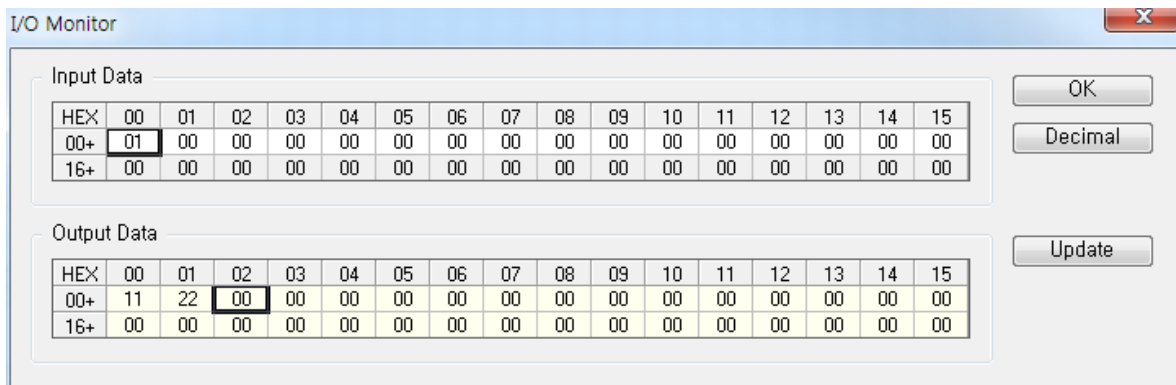 I/O Monitor
Input Data
HEX 00 01 02 03 04 05 06 07 08 09 10 11 12 13 14 15
00+ 01 00 00 00 00 00 00 00 00 00 00 00 00 00 00 00
16+ 00 00 00 00 00 00 00 00 00 00 00 00 00 00 00 00
OK
Decimal
Output Data
HEX 00 01 02 03 04 05 06 07 08 09 10 11 12 13 14 15
00+ 11 22 00 00 00 00 00 00 00 00 00 00 00 00 00 00
16+ 00 00 00 00 00 00 00 00 00 00 00 00 00 00 00 00
Update